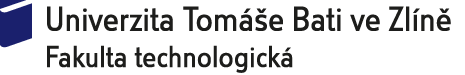 Univerzita Tomáše Bati ve Zlíně
Fakulta technologická